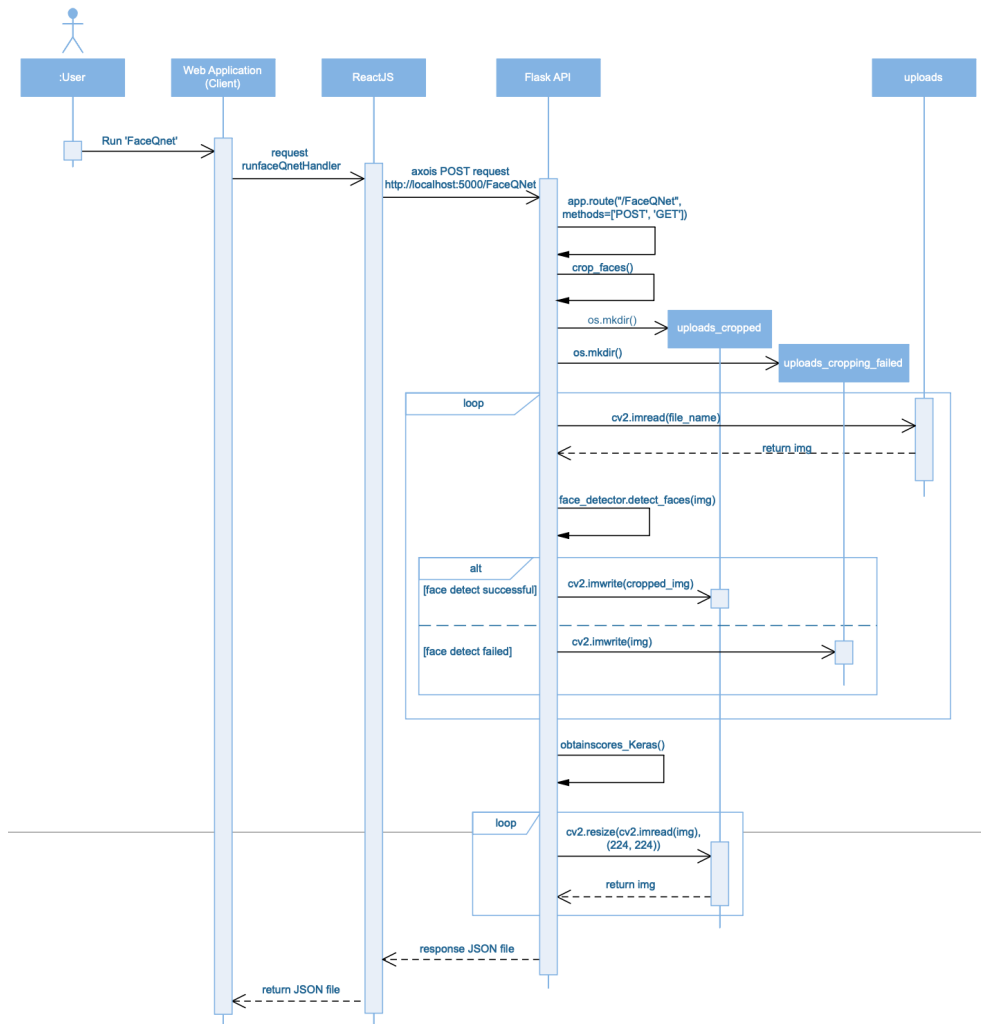 :User
Web Application
(Client)
ReactJS
Flask API
uploads
Run 'FaceQnet'
request
runfaceQnetHandler
axois POST request
http://localhost:5000/FaceQNet
app.route("/FaceQNet",
methods=['POST', 'GET'])
crop_faces()
os.mkdir()
uploads_cropped
os.mkdir()
uploads_cropping_failed
loop
cv2.imread(file_name)
return img
face_detector.detect_faces(img)
alt
[face detect successful]
cv2.imwrite(cropped_img)
[face detect failed]
cv2.imwrite(img)
obtainscores_Keras()
loop
cv2.resize(cv2.imread(img),
(224, 224))
return img
response JSON file
return JSON file